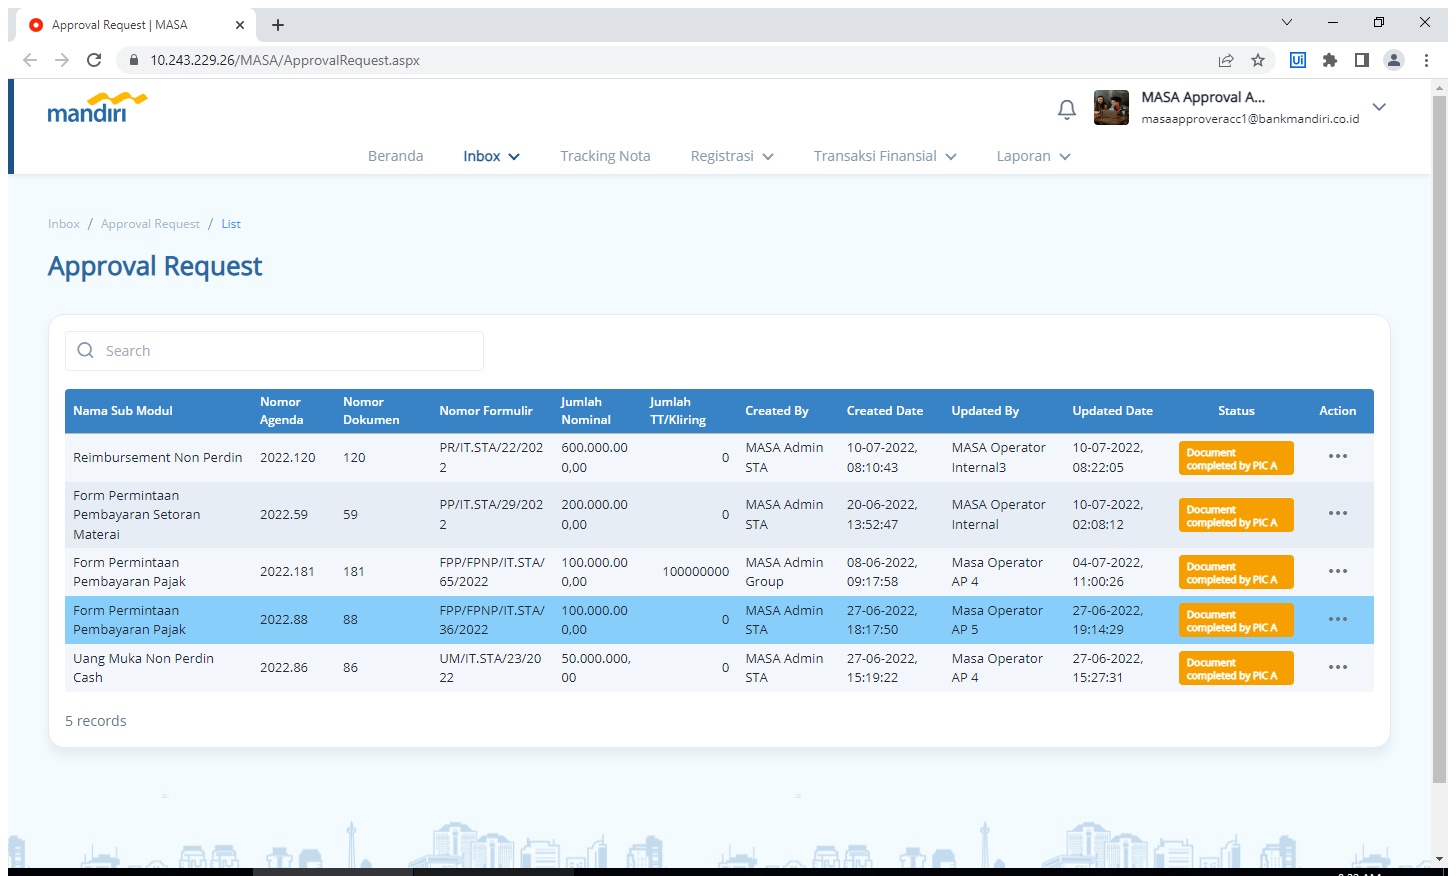 Approval Request | MASA
10.243.229.26/MASA/ApprovalRequest.aspx
mandiri
MASA Approval A...
masaapproveracc1@bankmandiri.co.id
Beranda Inbox Tracking Nota Registrasi Transaksi Finansial Laporan
Inbox / Approval Request / List
Approval Request
Search
Nama Sub Modul Nomor Agenda Nomor Dokumen Nomor Formulir Jumlah Nominal Jumlah TT/Kliring Created By Created Date Updated By Updated Date Status Action
Reimbursement Non Perdin 2022.120 120 PR/IT.STA/22/2022 600.000.000,00 0 MASA Admin STA 10-07-2022, 08:10:43 MASA Operator Internal3 10-07-2022, 08:22:05 Document completed by PIC A
Form Permintaan Pembayaran Setoran Materai 2022.59 59 PP/IT.STA/29/2022 200.000.000,00 0 MASA Admin STA 20-06-2022, 13:52:47 MASA Operator Internal 10-07-2022, 02:08:12 Document completed by PIC A
Form Permintaan Pembayaran Pajak 2022.181 181 FPP/FPNP/IT.STA/65/2022 100.000.000,00 100000000 MASA Admin Group 08-06-2022, 09:17:58 Masa Operator AP 4 04-07-2022, 11:00:26 Document completed by PIC A
Form Permintaan Pembayaran Pajak 2022.88 88 FPP/FPNP/IT.STA/36/2022 100.000.000,00 0 MASA Admin STA 27-06-2022, 18:17:50 Masa Operator AP 5 27-06-2022, 19:14:29 Document completed by PIC A
Uang Muka Non Perdin Cash 2022.86 86 UM/IT.STA/23/2022 50.000.000,00 0 MASA Admin STA 27-06-2022, 15:19:22 Masa Operator AP 4 27-06-2022, 15:27:31 Document completed by PIC A
5 records